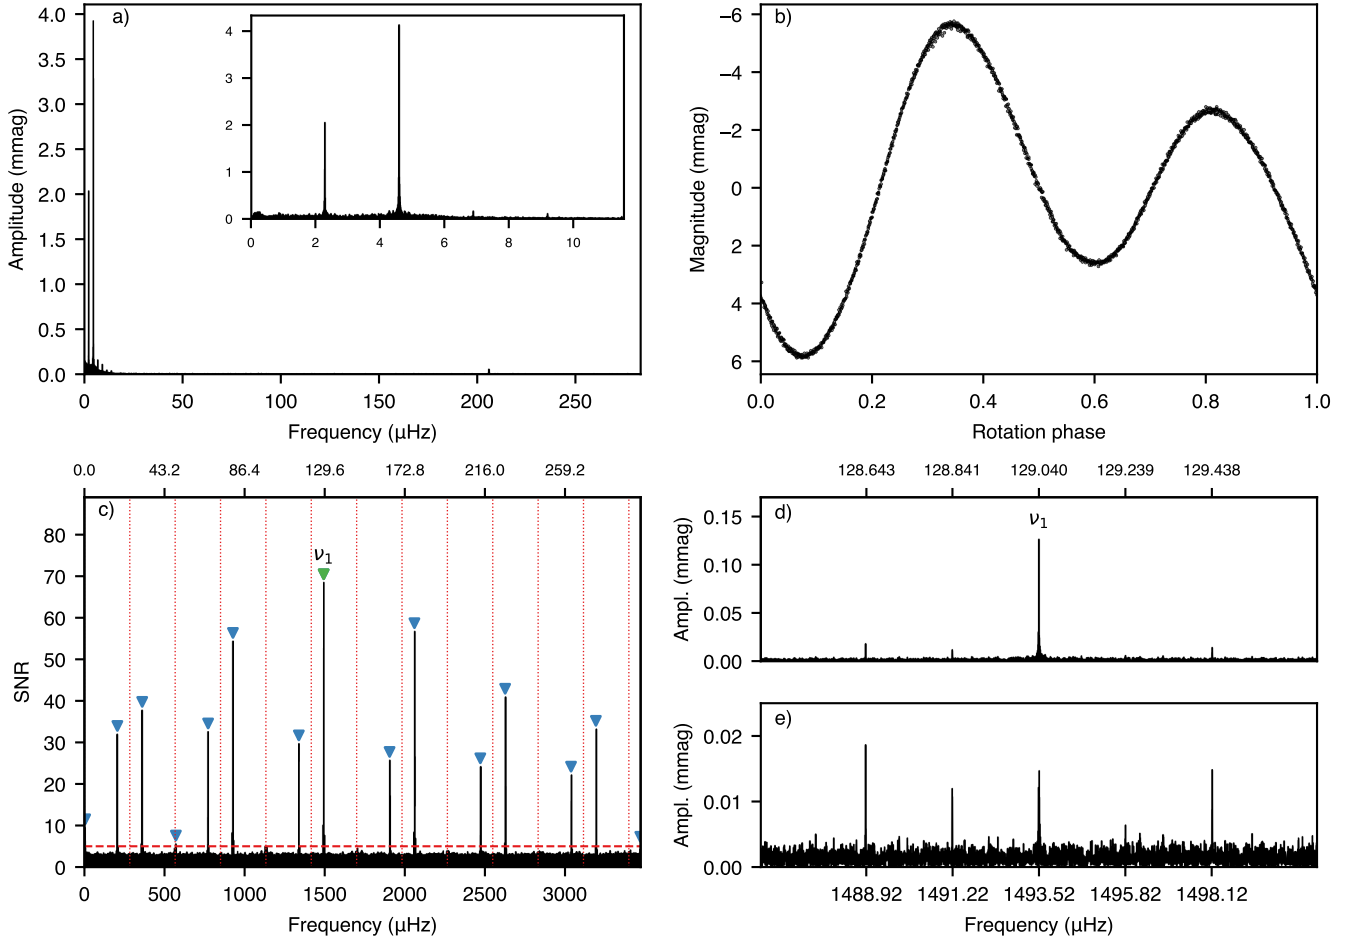 a)
4.0
3.5
3.0
2.5
2.0
1.5
1.0
0.5
0.0
Amplitude (mmag)
4
3
2
1
0
0 2 4 6 8 10
0 50 100 150 200 250
Frequency (μHz)
b)
−6
−4
−2
0
2
4
6
Magnitude (mmag)
0.0 0.2 0.4 0.6 0.8 1.0
Rotation phase
0.0 43.2 86.4 129.6 172.8 216.0 259.2
c)
ν1
80
70
60
50
40
30
20
10
0
SNR
0 500 1000 1500 2000 2500 3000
Frequency (μHz)
128.643 128.841 129.040 129.239 129.438
d)
ν1
0.15
0.10
0.05
0.00
Ampl. (mmag)
e)
0.02
0.01
0.00
Ampl. (mmag)
1488.92 1491.22 1493.52 1495.82 1498.12
Frequency (μHz)